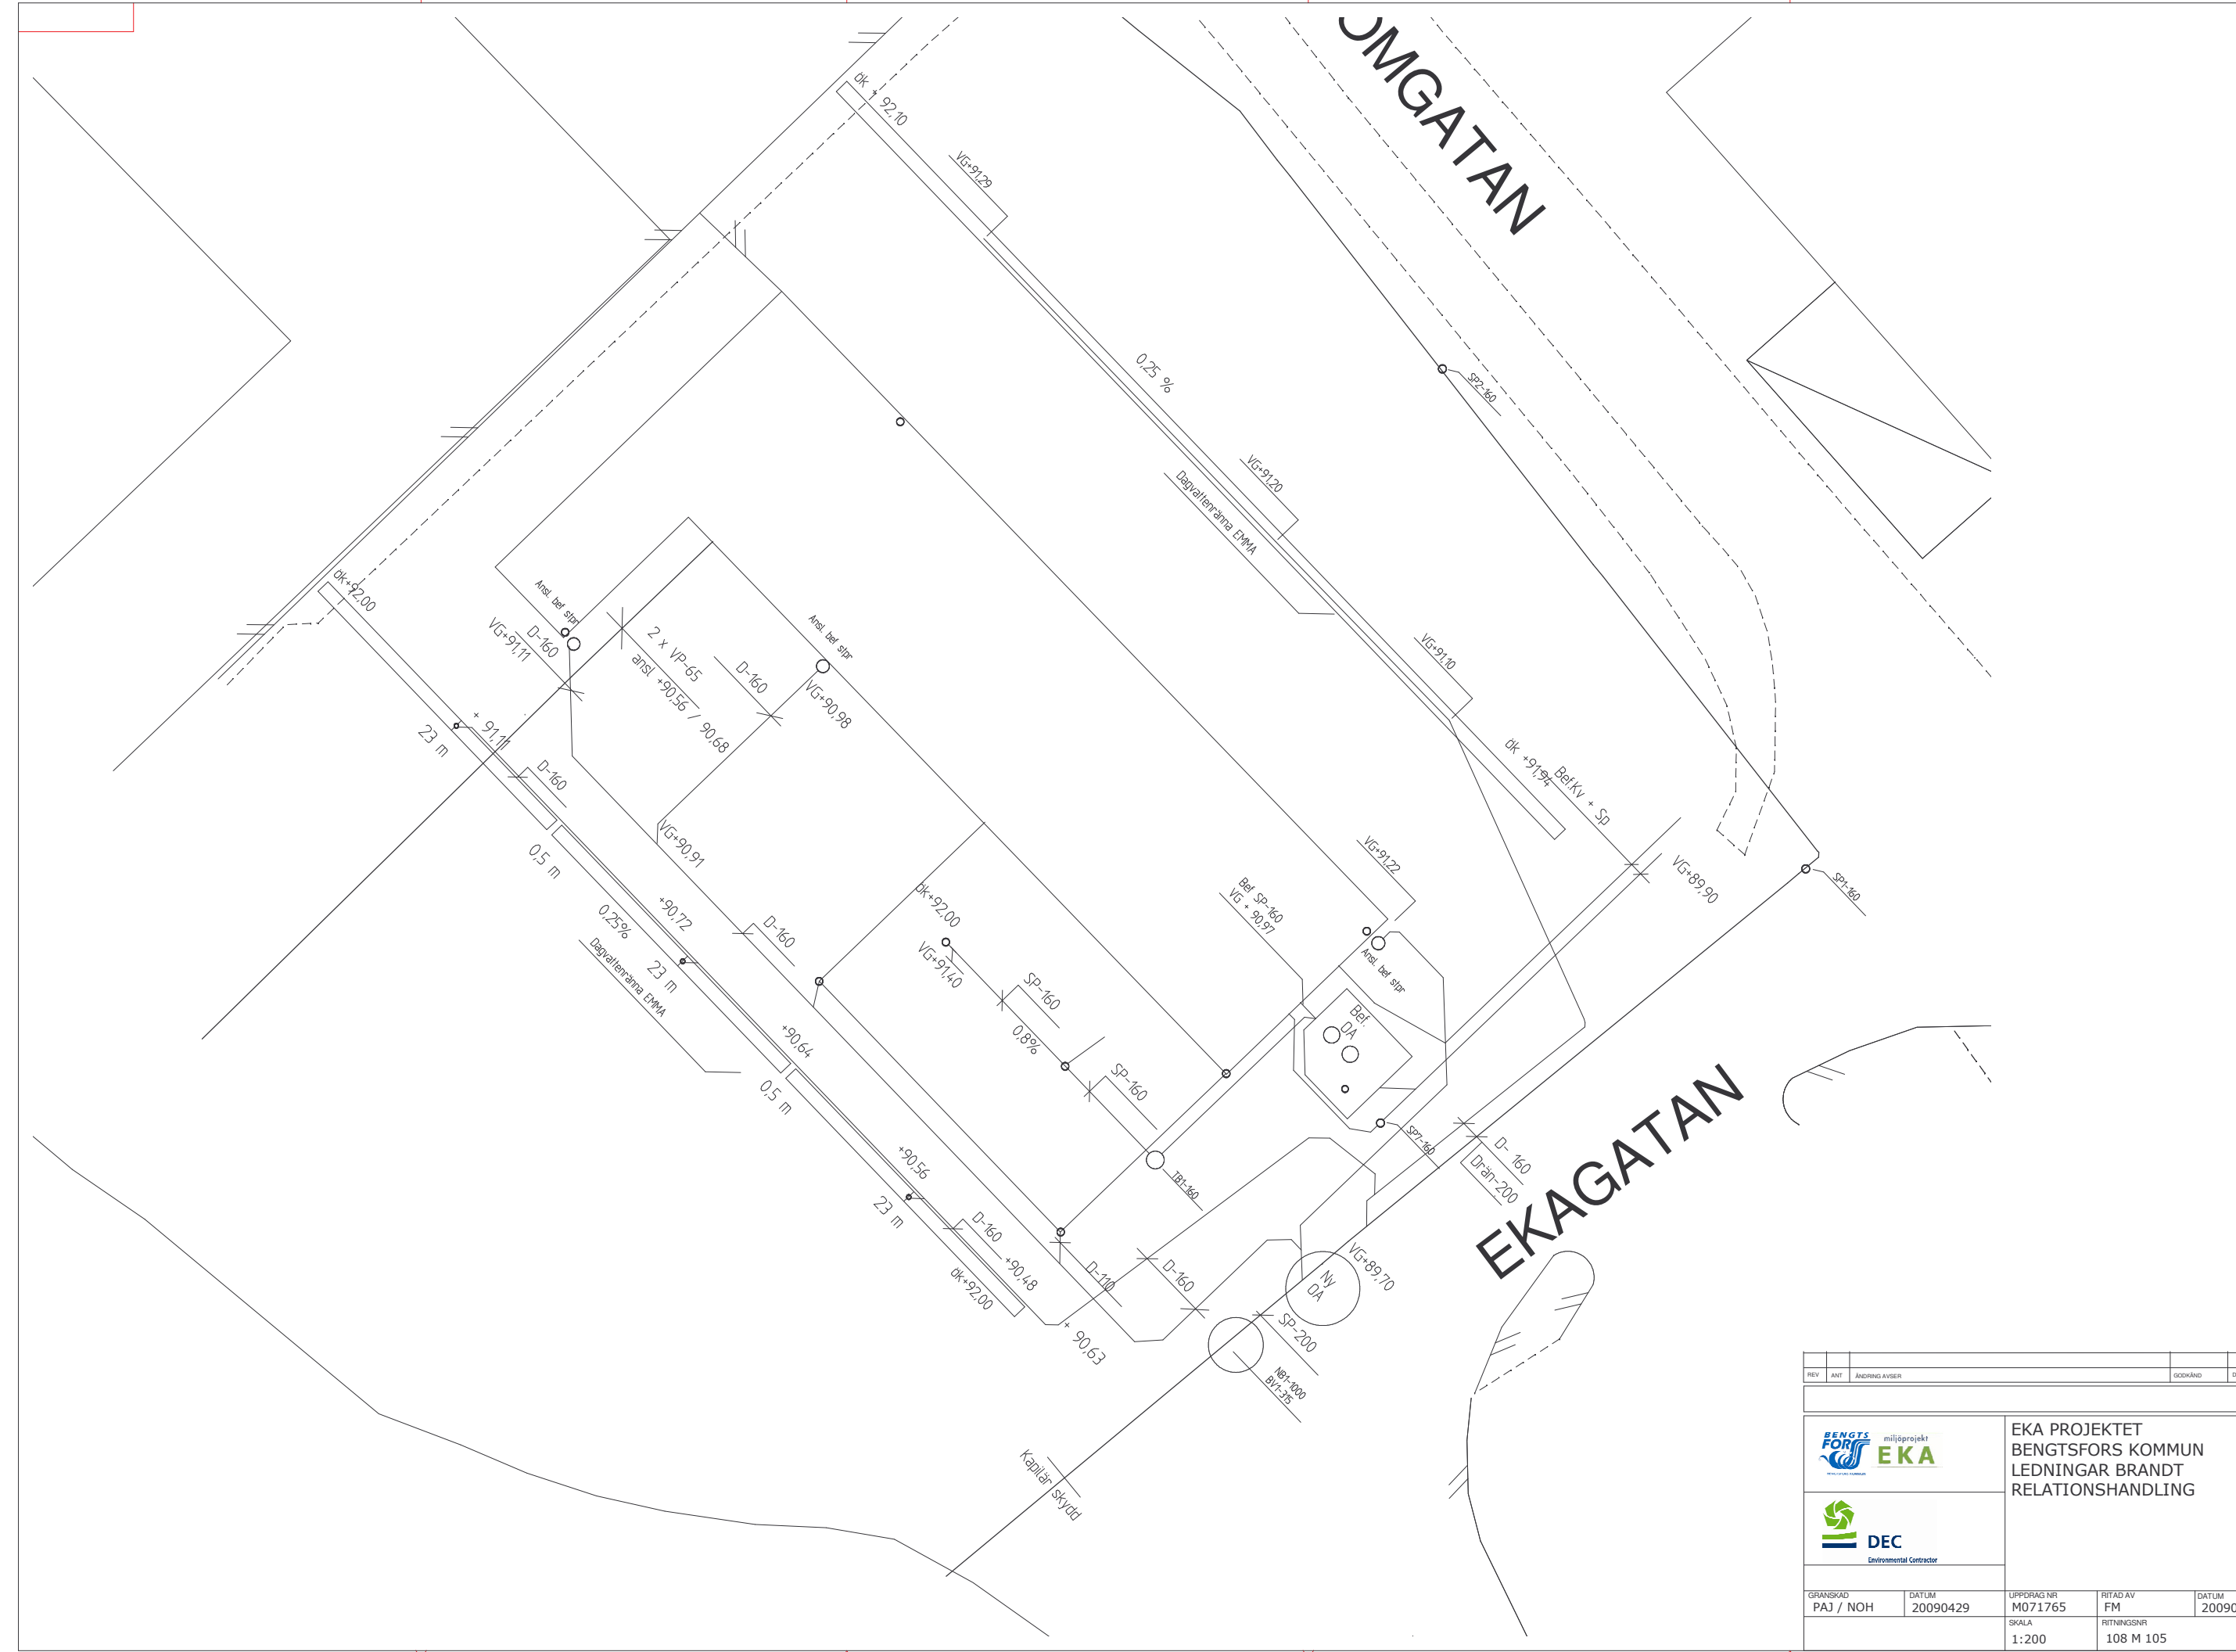 OMGATAN
ök + 92,10
VG+91,29
0,25 %
SP2-160
VG+91,20
Dagvattenränna EMMA
ök+92,00
Ansl. bef stpr
D-160
VG+91,11
2 x VP-65
ansl +90,56 / 90,68
D-160
Ansl. bef stpr
VG+90,98
VG+91,10
ök +91,94
Bef.Kv + Sp
+ 91,11
23 m
D-160
0,5 m
VG+90,91
VG+91,22
VG+89,90
SP1-160
ök+92,00
VG+91,40
Bef SP-160
VG + 90,97
+90,72
0,25%
23 m
Dagvattenränna EMMA
D-160
SP-160
0,8%
SP-160
Ansl. bef stpr
Bef.
DA
+90,64
0,5 m
SP7-160
D- 160
Drän-200
EKAGATAN
+90,56
23 m
TB1-160
D-160
+90,48
ök+92,00
D-110
D-160
VG+89,70
Ny
DA
SP-200
+ 90,63
NB1-1000
BV1-315
Kapilär skydd
REV ANT ÄNDRING AVSER GODKÄND D
BENGTS
FORS
miljöprojekt
EKA
EKA PROJEKTET
BENGTSFORS KOMMUN
LEDNINGAR BRANDT
RELATIONSHANDLING
DEC
Environmental Contractor
GRANSKAD DATUM UPPDRAG NR RITAD AV DATUM
PAJ / NOH 20090429 M071765 FM 20090
SKALA RITNINGSNR
1:200 108 M 105